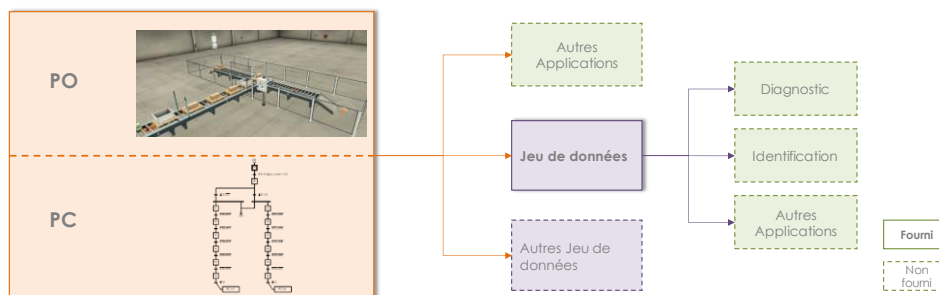 PO
PC
Autres
Applications
Jeu de données
Autres Jeu de
données
Diagnostic
Identification
Autres
Applications
Fourni
Non
fourni